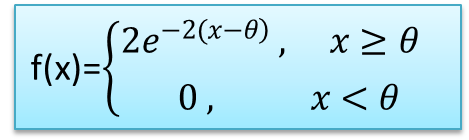 f(x)={2e^{-2(x-θ)} , x ≥ θ
0 , x < θ